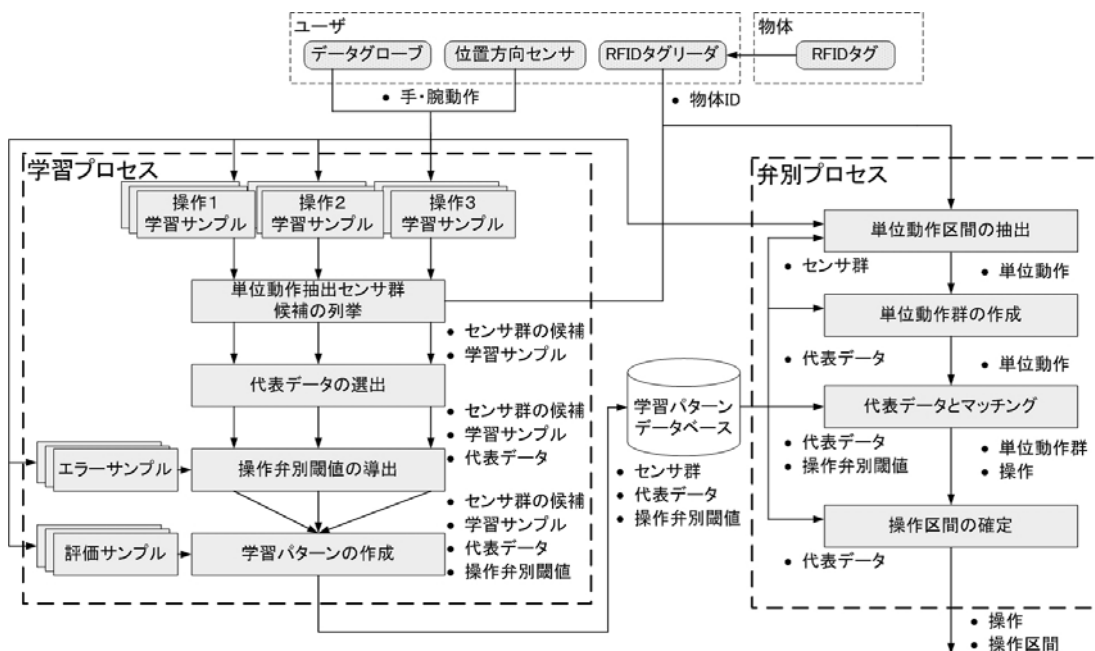 ユーザ
データグローブ
位置方向センサ
RFIDタグリーダ
物体
RFIDタグ
• 手・腕動作
• 物体ID
学習プロセス
操作1
学習サンプル
操作2
学習サンプル
操作3
学習サンプル
単位動作抽出センサ群
候補の列挙
• センサ群の候補
• 学習サンプル
代表データの選出
• センサ群の候補
• 学習サンプル
• 代表データ
エラーサンプル
操作弁別閾値の導出
• センサ群の候補
• 学習サンプル
• 代表データ
• 操作弁別閾値
評価サンプル
学習パターンの作成
学習パターン
データベース
• センサ群
• 代表データ
• 操作弁別閾値
弁別プロセス
単位動作区間の抽出
• センサ群
• 単位動作
単位動作群の作成
• 代表データ
• 単位動作
代表データとマッチング
• 代表データ
• 操作弁別閾値
• 単位動作群
• 操作
操作区間の確定
• 代表データ
• 操作
• 操作区間